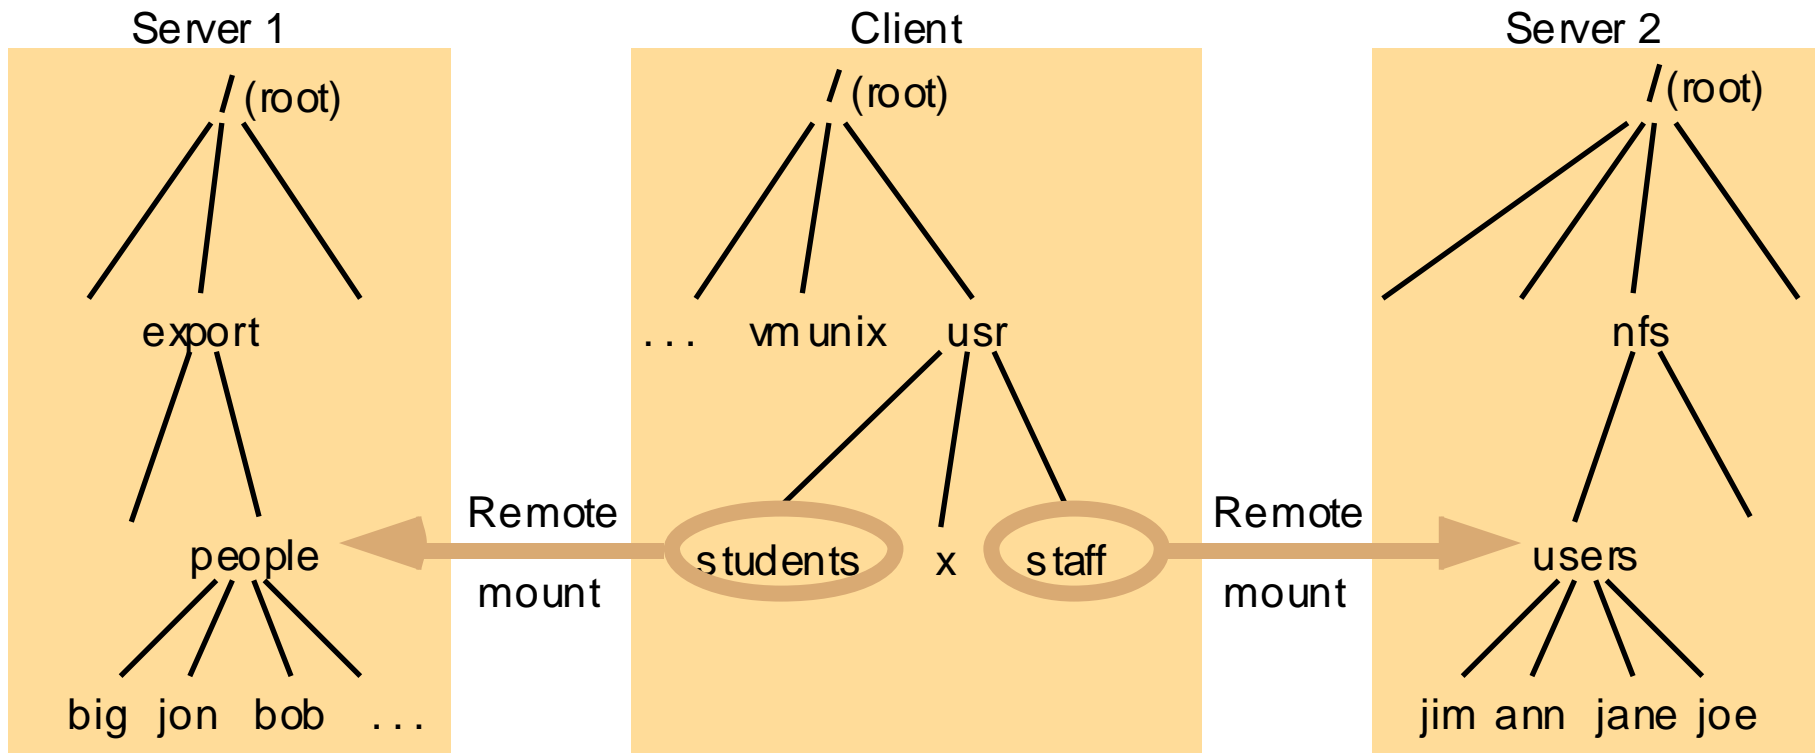 Server 1
Client
Server 2
/ (root)
/ (root)
/ (root)
export
. . . vmunix usr
nfs
Remote
mount
Remote
mount
people
students x staff
users
big jon bob . . .
jim ann jane joe